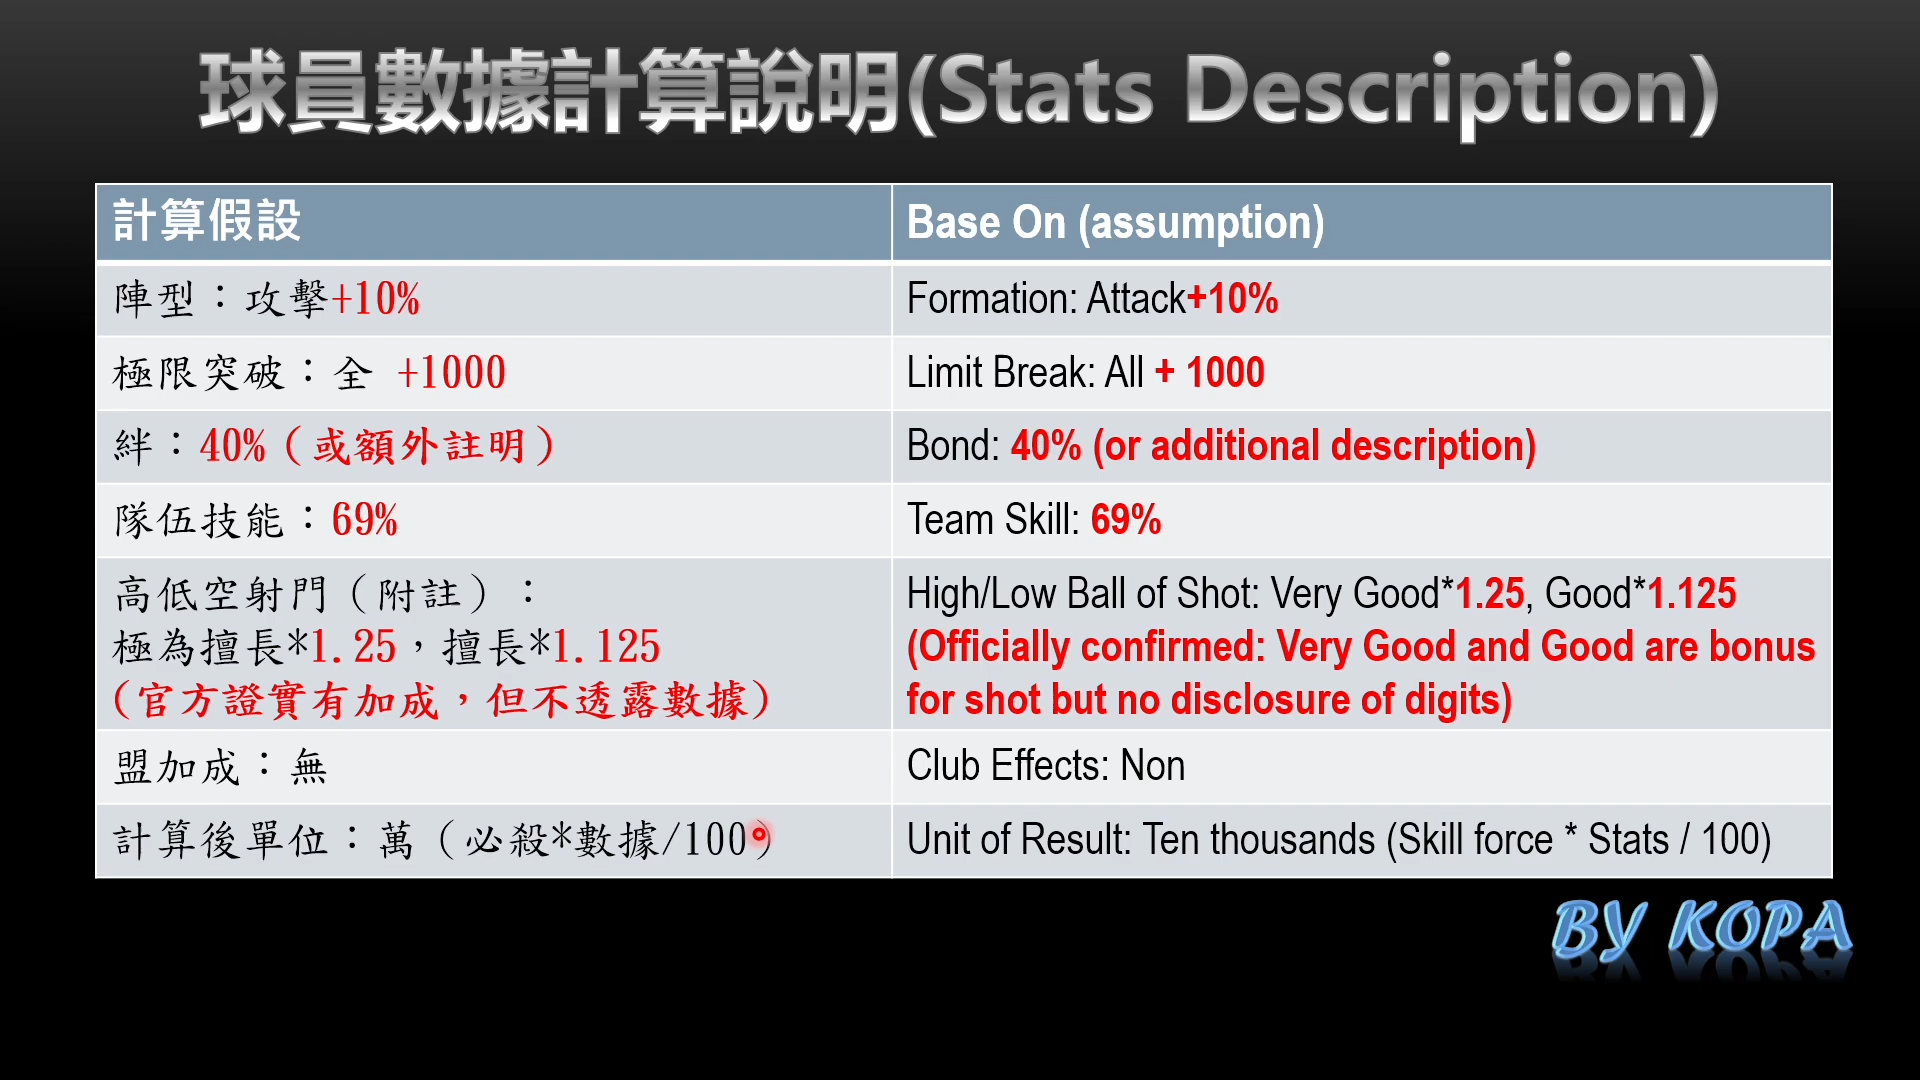 球員數據計算說明(Stats Description)
計算假設
Base On (assumption)
陣型：攻擊+10%
Formation: Attack+10%
極限突破：全 +1000
Limit Break: All + 1000
絆：40%（或額外註明）
Bond: 40% (or additional description)
隊伍技能：69%
Team Skill: 69%
高低空射門（附註）：
極為擅長*1.25，擅長*1.125
(官方證實有加成，但不透露數據)
High/Low Ball of Shot: Very Good*1.25, Good*1.125
(Officially confirmed: Very Good and Good are bonus
for shot but no disclosure of digits)
盟加成：無
Club Effects: Non
計算後單位：萬（必殺*數據/100）
Unit of Result: Ten thousands (Skill force * Stats / 100)
BY KOPA